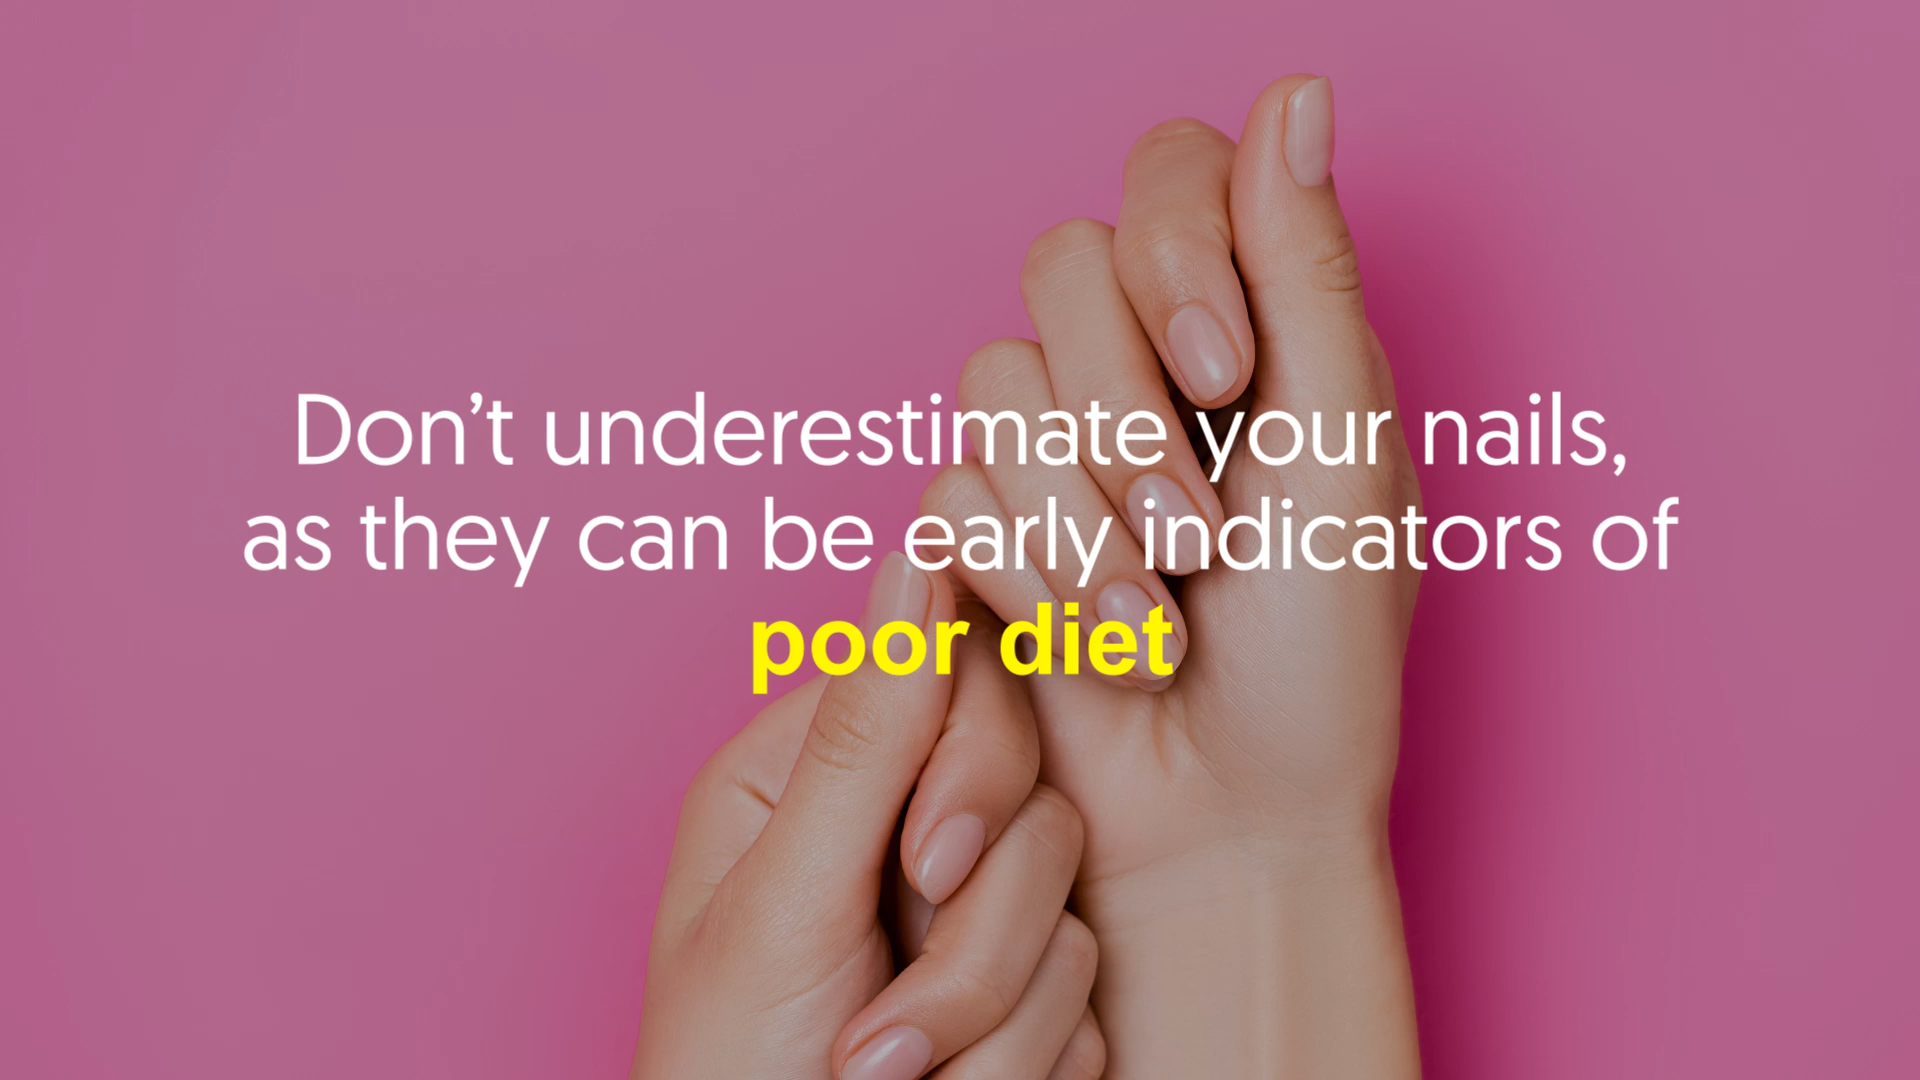 Don’t underestimate your nails,
as they can be early indicators of
poor diet